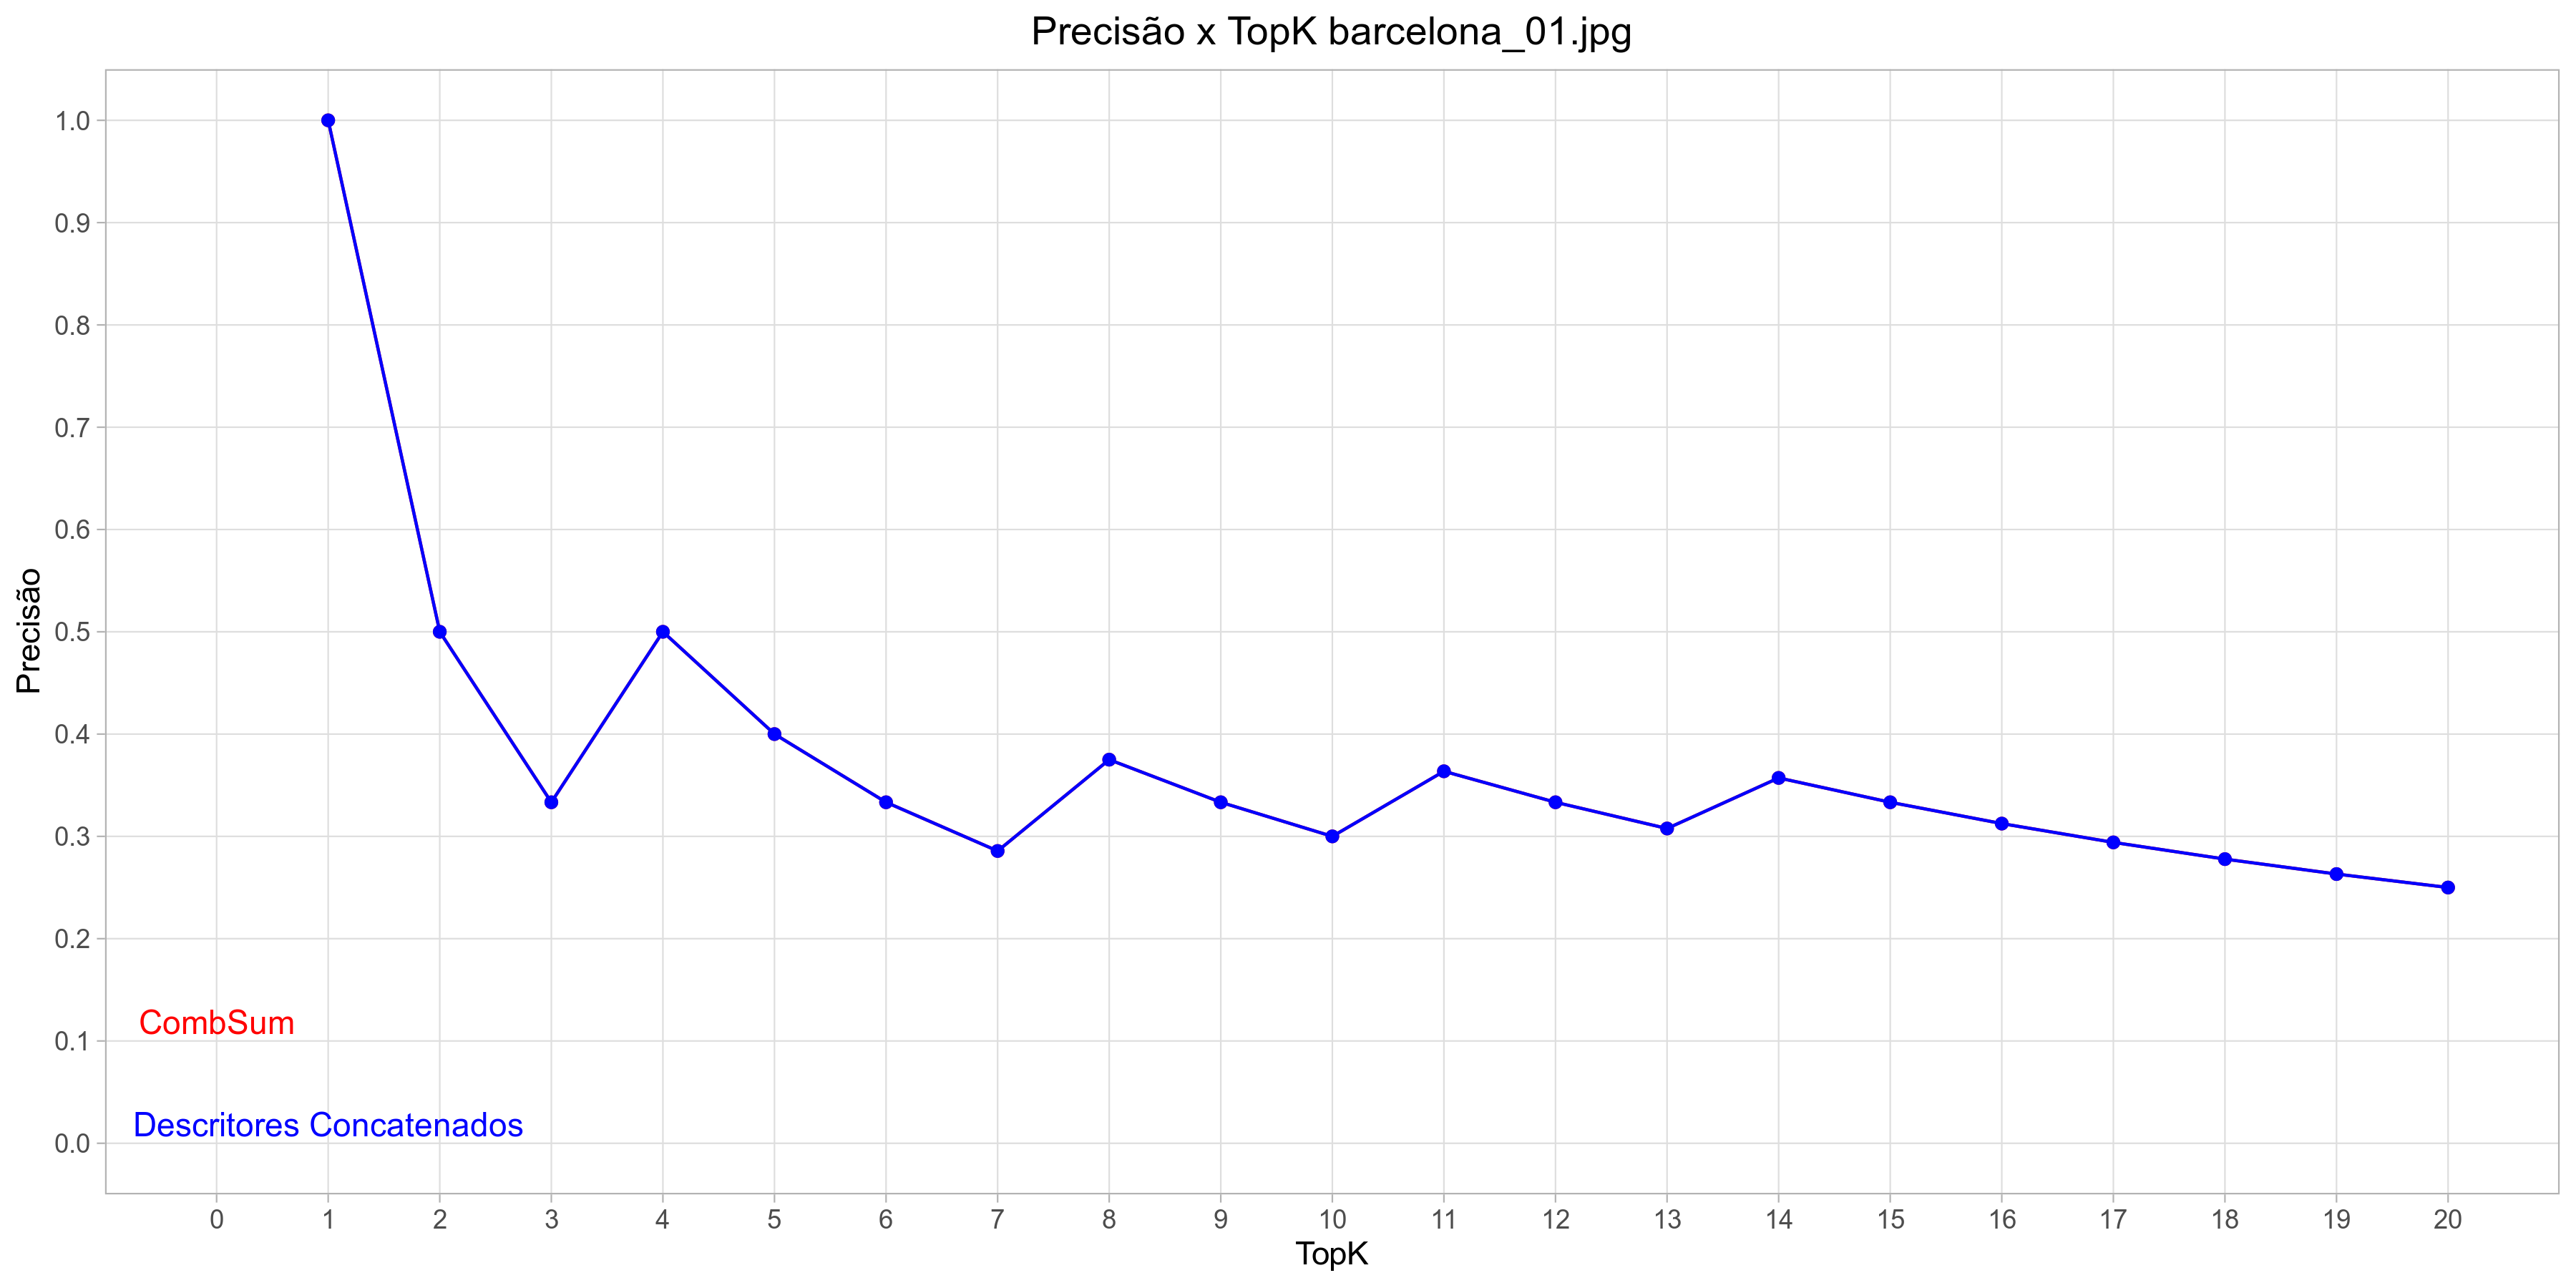 Precisão x TopK barcelona_01.jpg
1.0
0.9
0.8
0.7
0.6
0.5
0.4
0.3
0.2
0.1
0.0
Precisão
CombSum
Descritores Concatenados
0 1 2 3 4 5 6 7 8 9 10 11 12 13 14 15 16 17 18 19 20
TopK